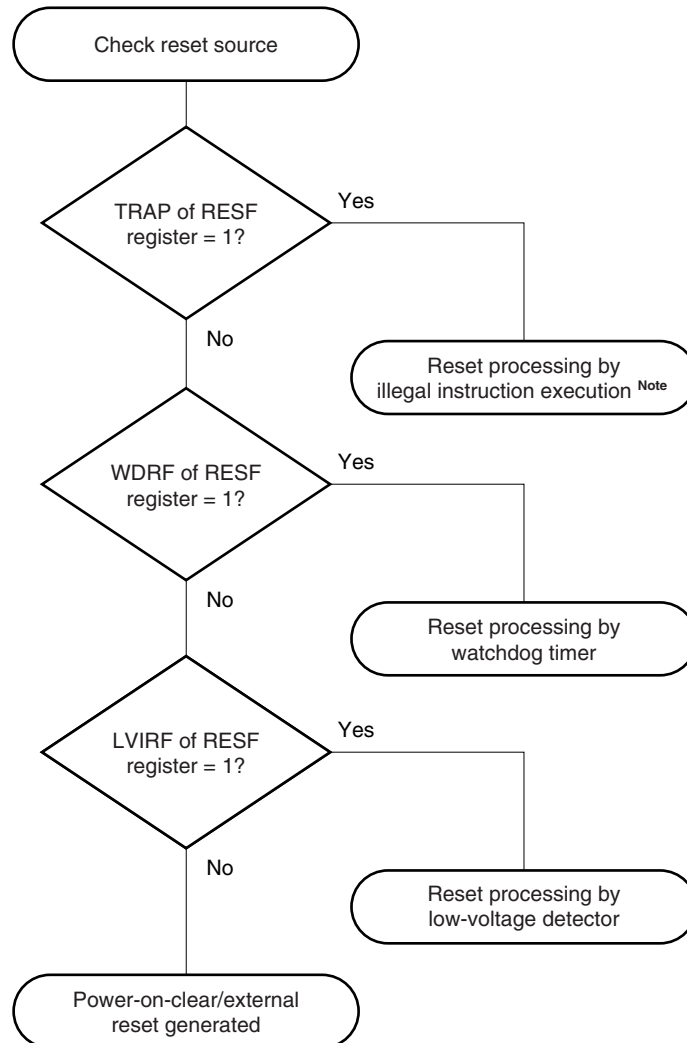 Check reset source
TRAP of RESF
register = 1?
Yes
No
Reset processing by
illegal instruction execution Note
WDRF of RESF
register = 1?
Yes
No
Reset processing by
watchdog timer
LVIRF of RESF
register = 1?
Yes
No
Reset processing by
low-voltage detector
Power-on-clear/external
reset generated